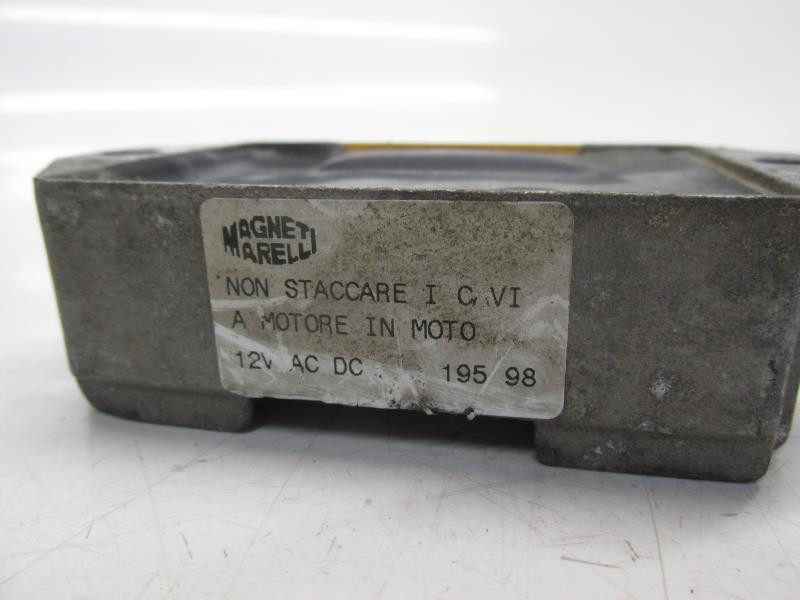 MAGNETI
MARELLI
NON STACCARE I CAVI
A MOTORE IN MOTO
12V AC DC 195 98